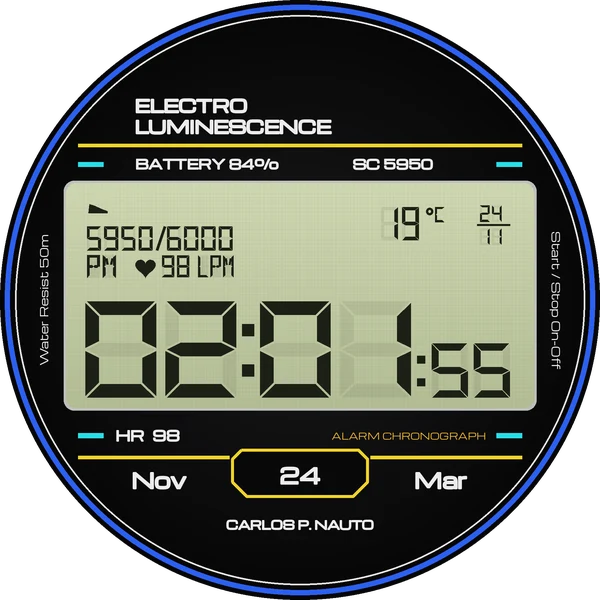 ELECTRO
LUMINESCENCE
BATTERY 84% SC 5950
19 °C 24
11
5950/6000
PM 98 LPM
02:01:55
Water Resist 50m
Start / Stop On-Off
HR 98 ALARM CHRONOGRAPH
Nov 24 Mar
CARLOS P. NAUTO